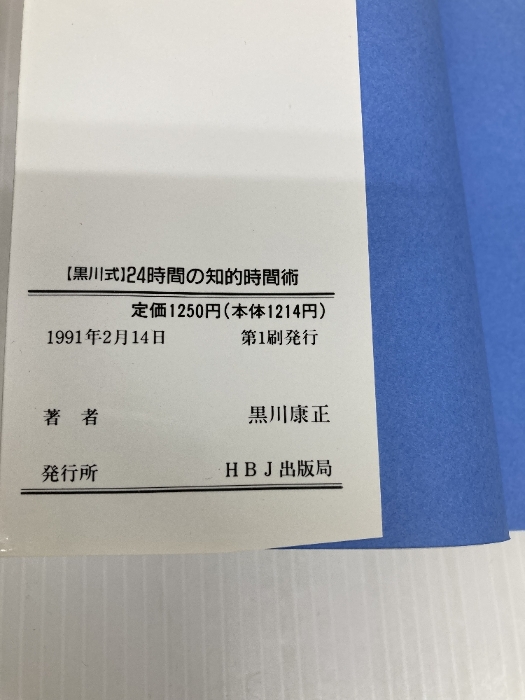 【黒川式】24時間の知的時間術
定価1250円(本体1214円)
1991年2月14日 第1刷発行
著 者 黒川康正
発行所 HBJ出版局